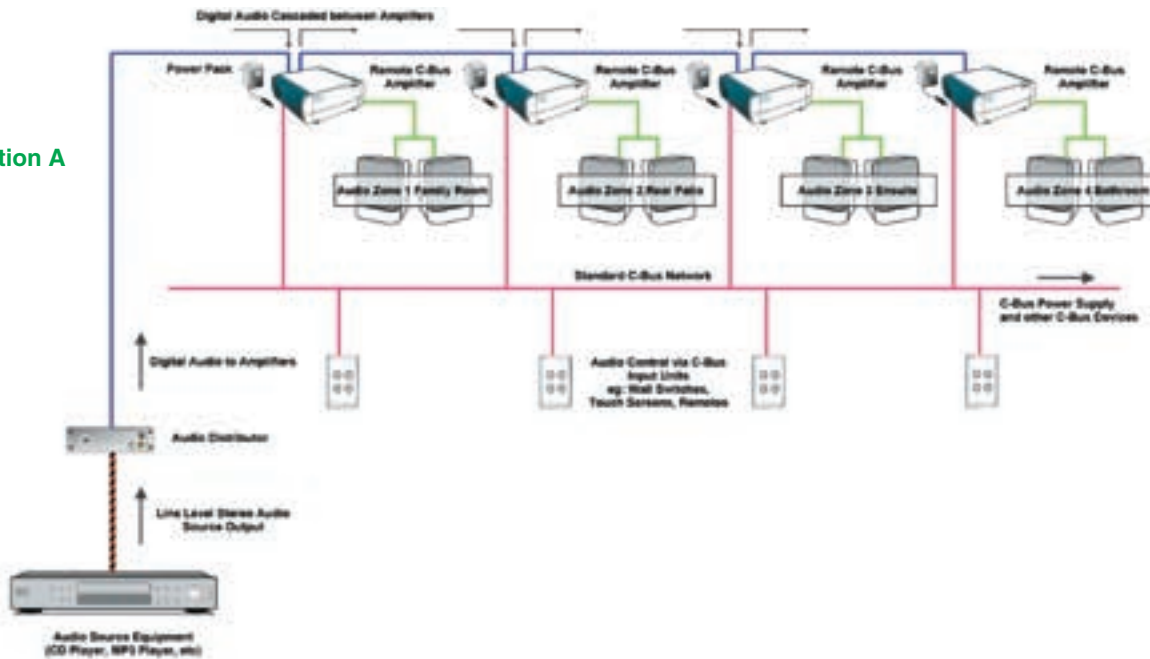 Digital Audio Cascaded between Amplifiers
Power Pack
Remote C-Bus
Amplifier
Remote C-Bus
Amplifier
Remote C-Bus
Amplifier
Remote C-Bus
Amplifier
tion A
Audio Zone 1 Family Room
Audio Zone 2 Rear Patio
Audio Zone 3 Ensuite
Audio Zone 4 Bathroom
Standard C-Bus Network
C-Bus Power Supply
and other C-Bus Devices
Digital Audio to Amplifiers
Audio Control via C-Bus
Input Units
eg: Wall Switches,
Touch Screens, Remotes
Audio Distributor
Line Level Stereo Audio
Source Output
Audio Source Equipment
(CD Player, MP3 Player, etc)